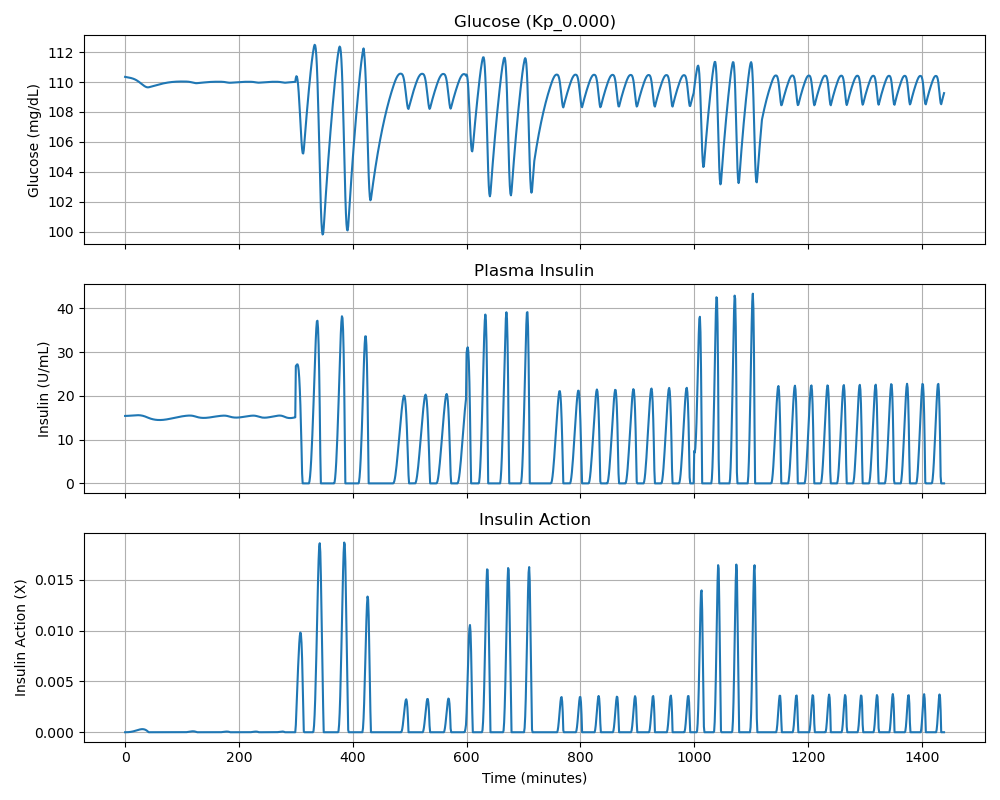 Glucose (Kp_0.000)
112
110
108
106
104
102
100
Glucose (mg/dL)
Plasma Insulin
40
30
20
10
0
Insulin (U/mL)
Insulin Action
0.015
0.010
0.005
0.000
Insulin Action (X)
0 200 400 600 800 1000 1200 1400
Time (minutes)